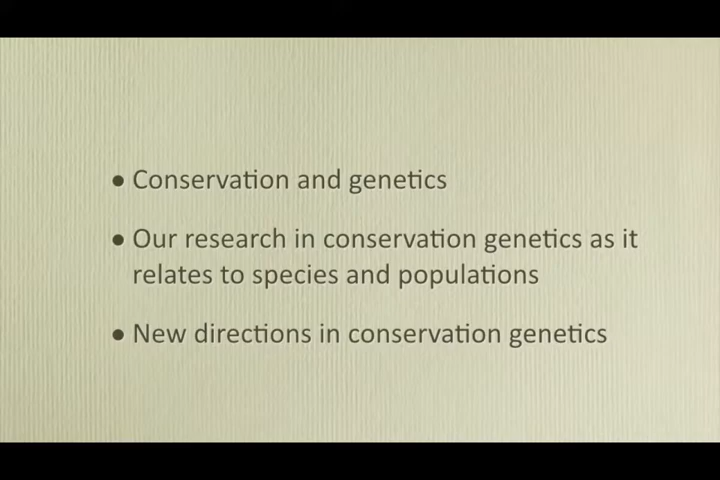 • Conservation and genetics
• Our research in conservation genetics as it
relates to species and populations
• New directions in conservation genetics